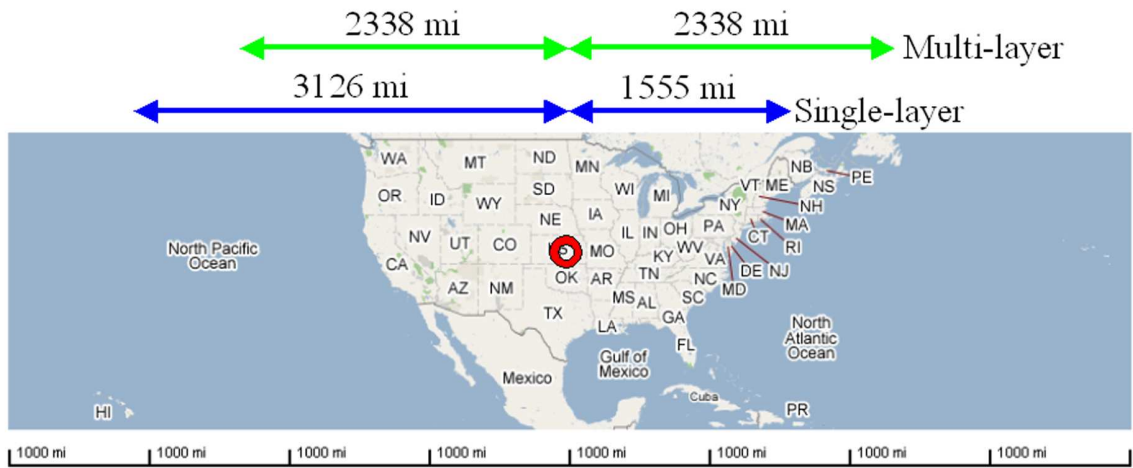 2338 mi 2338 mi
Multi-layer
3126 mi 1555 mi
Single-layer
WA MT ND MN NB PE
OR ID WY SD WI MI VT ME NS
NE IA NY NH
NV UT CO IL IN OH PA MA
MO KY WV CT RI
CA VA DE NJ
AZ NM OK AR TN NC MD
TX MS AL SC
LA GA
FL
North Pacific
Ocean
North
Atlantic
Ocean
Gulf of
Mexico
Mexico
Cuba
HI
PR
1000 mi 1000 mi 1000 mi 1000 mi 1000 mi 1000 mi 1000 mi 1000 mi